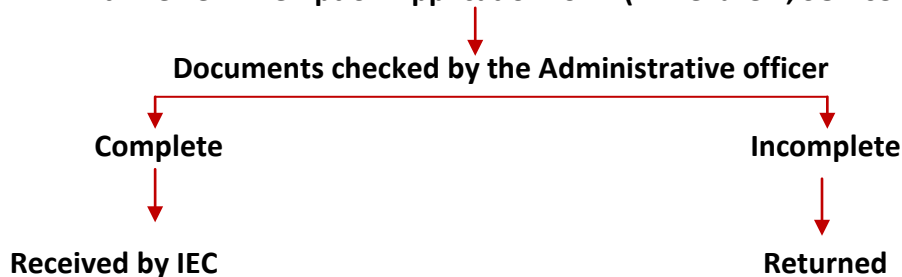 Documents checked by the Administrative officer
Complete Incomplete
Received by IEC Returned